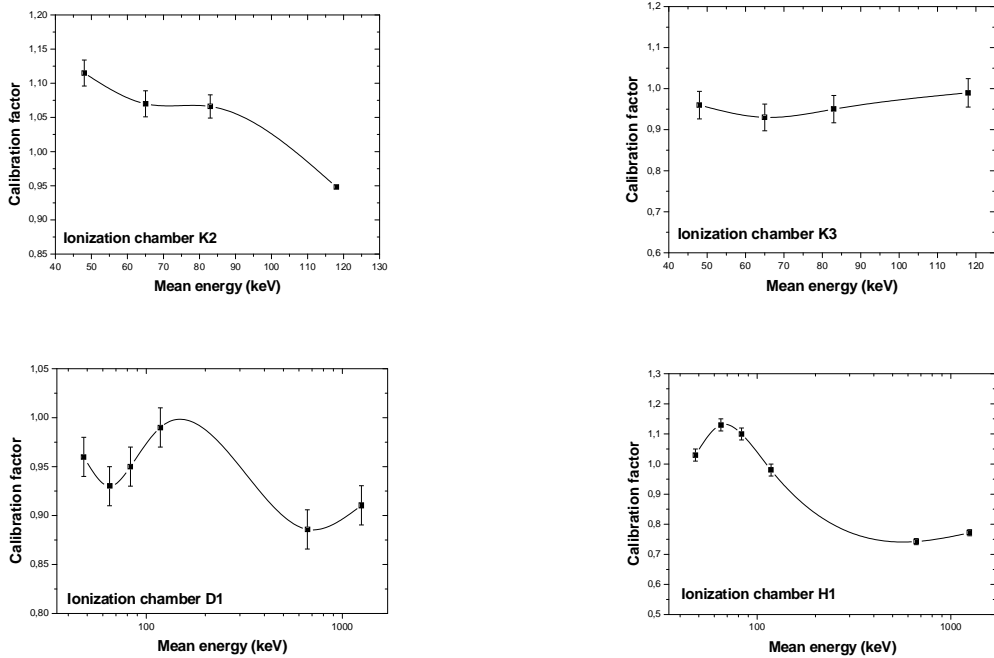 1,20
1,15
1,10
1,05
1,00
0,95
0,90
0,85
Calibration factor
Ionization chamber K2
40 50 60 70 80 90 100 110 120 130
Mean energy (keV)
1,2
1,1
1,0
0,9
0,8
0,7
0,6
Calibration factor
Ionization chamber K3
40 50 60 70 80 90 100 110 120
Mean energy (keV)
1,05
1,00
0,95
0,90
0,85
0,80
Calibration factor
Ionization chamber D1
100 1000
Mean energy (keV)
1,3
1,2
1,1
1,0
0,9
0,8
0,7
0,6
0,5
Calibration factor
Ionization chamber H1
100 1000
Mean energy (keV)